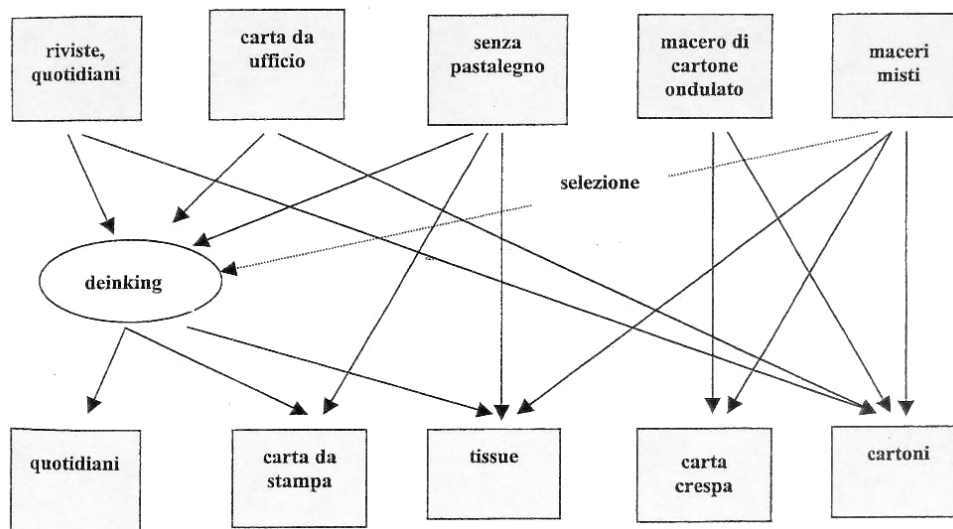 riviste,
quotidiani
carta da
ufficio
senza
pastalegno
macero di
cartone
ondulato
maceri
misti
selezione
deinking
quotidiani
carta da
stampa
tissue
carta
crespa
cartoni